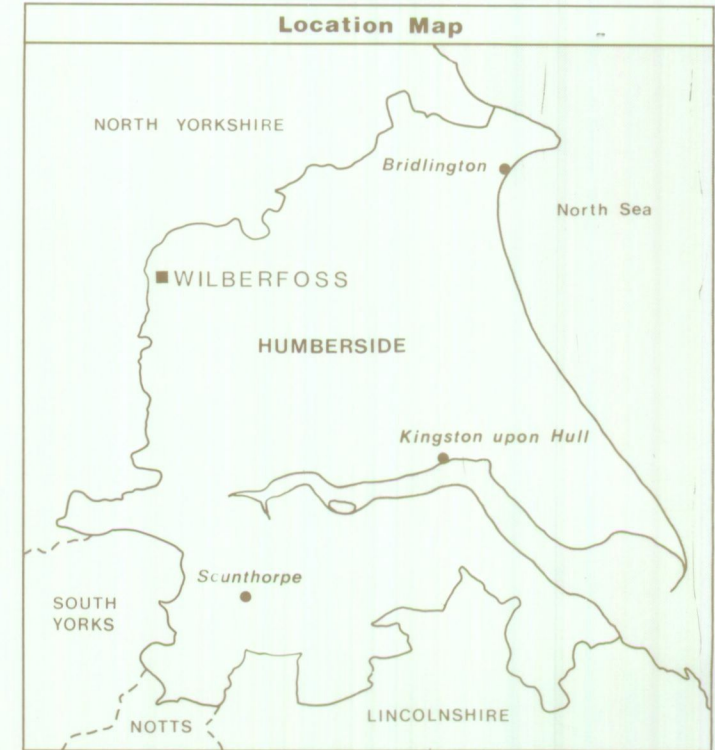 Location Map
NORTH YORKSHIRE
Bridlington
North Sea
WILBERFOSS
HUMBERSIDE
Kingston upon Hull
Scunthorpe
SOUTH
YORKS
LINCOLNSHIRE
NOTTS